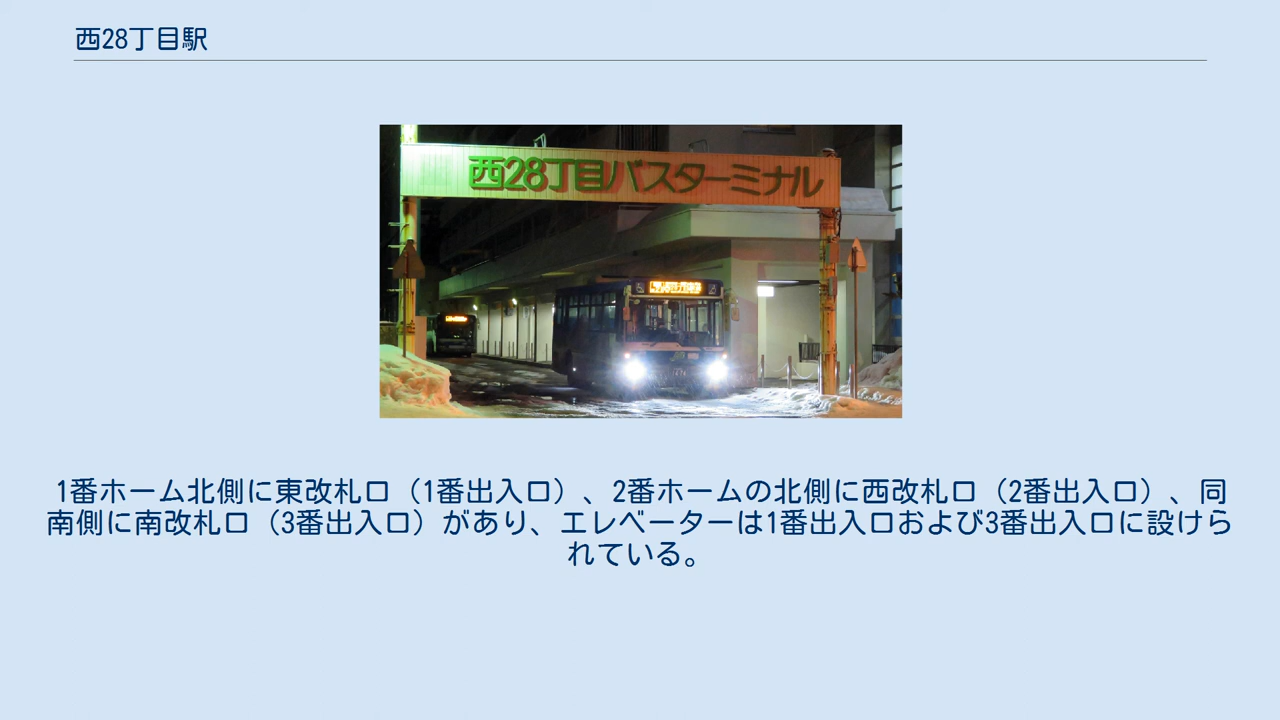 西28丁目駅
西28丁目バスターミナル
1番ホーム北側に東改札口（1番出入口）、2番ホームの北側に西改札口（2番出入口）、同
南側に南改札口（3番出入口）があり、エレベーターは1番出入口および3番出入口に設けら
れている。